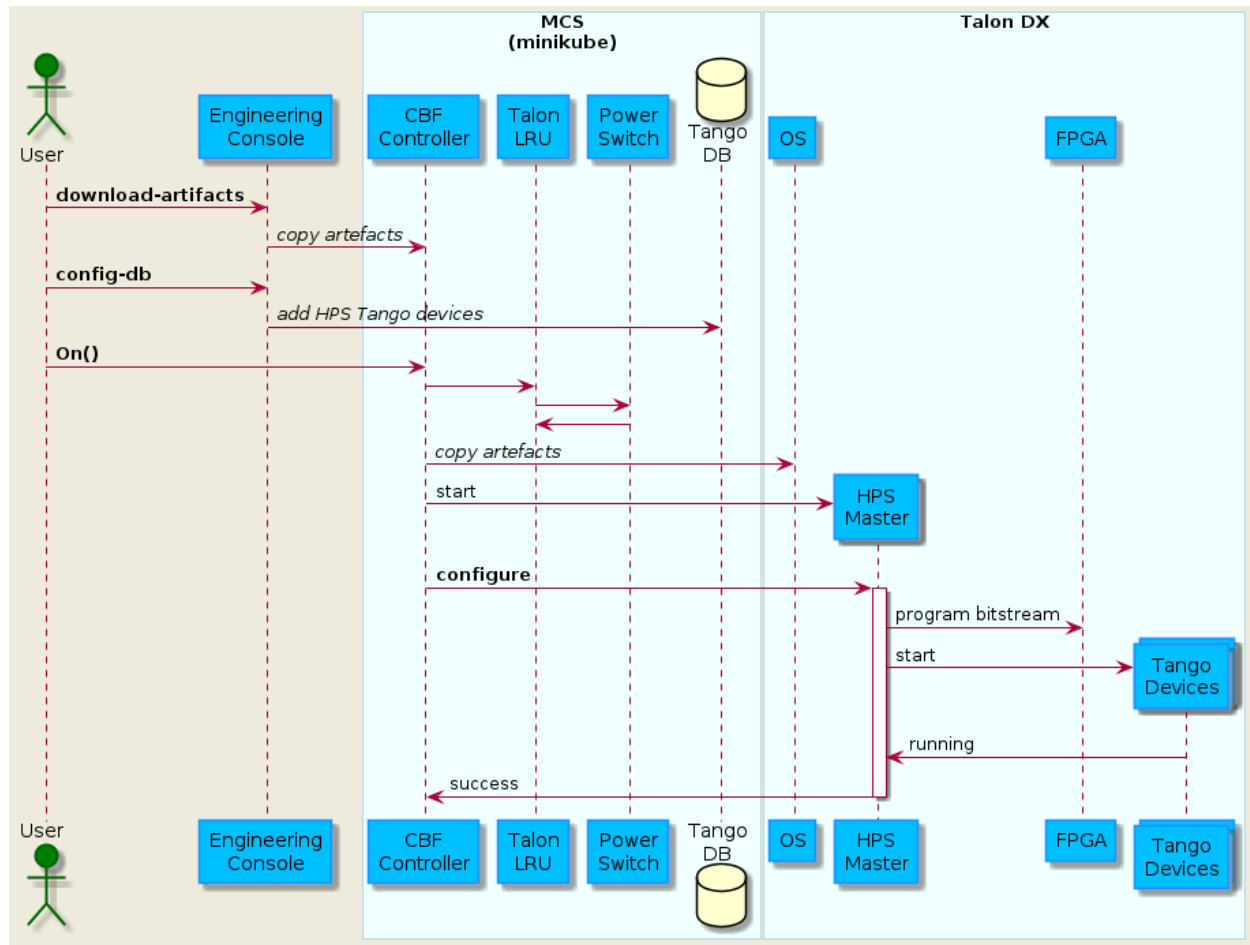 MCS
(minikube)
Talon DX
User
Engineering
Console
CBF
Controller
Talon
LRU
Power
Switch
Tango
DB
OS
FPGA
download-artifacts
copy artefacts
config-db
add HPS Tango devices
On()
copy artefacts
start
HPS
Master
configure
program bitstream
start
Tango
Devices
running
success
User
Engineering
Console
CBF
Controller
Talon
LRU
Power
Switch
Tango
DB
OS
HPS
Master
FPGA
Tango
Devices